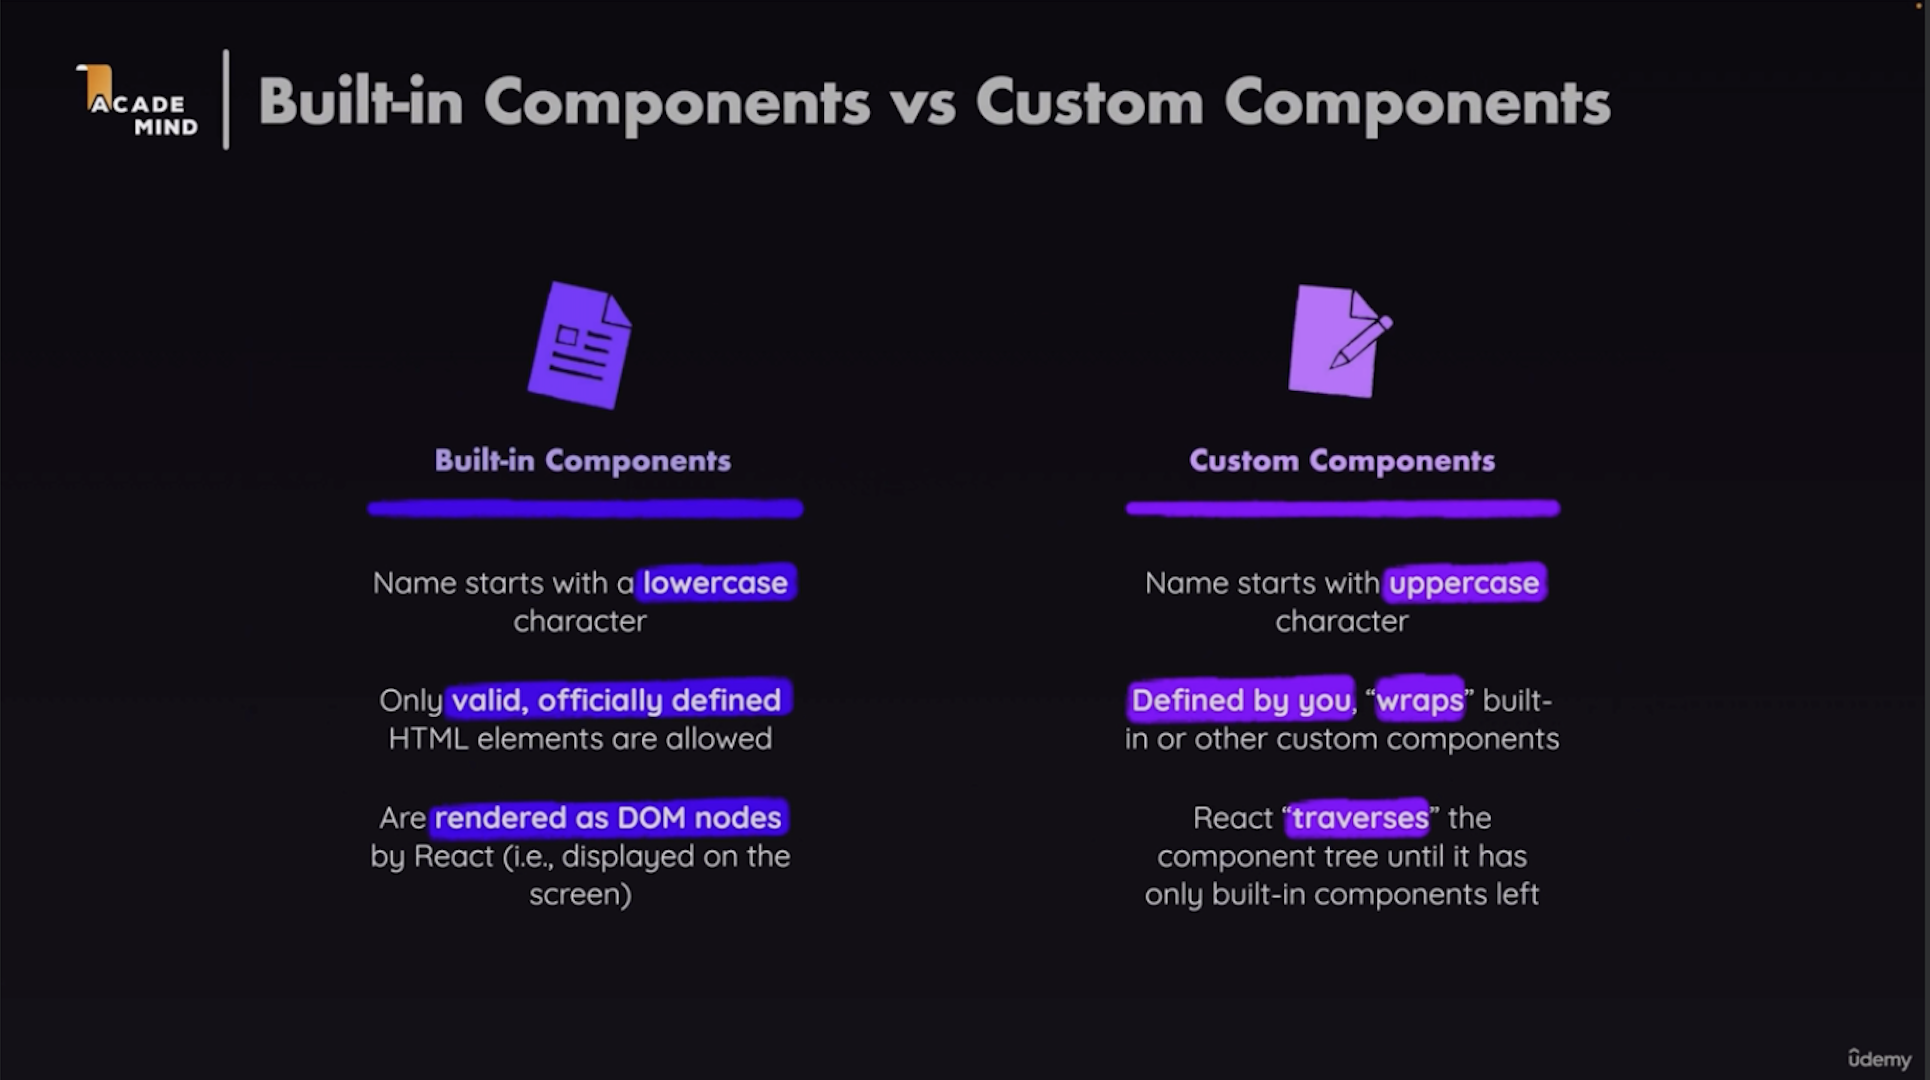 ACADE
MIND
Built-in Components vs Custom Components
Built-in Components
Name starts with a lowercase
character
Only valid, officially defined
HTML elements are allowed
Are rendered as DOM nodes
by React (i.e., displayed on the
screen)
Custom Components
Name starts with uppercase
character
Defined by you, “wraps” built-
in or other custom components
React “traverses” the
component tree until it has
only built-in components left
ûdemy